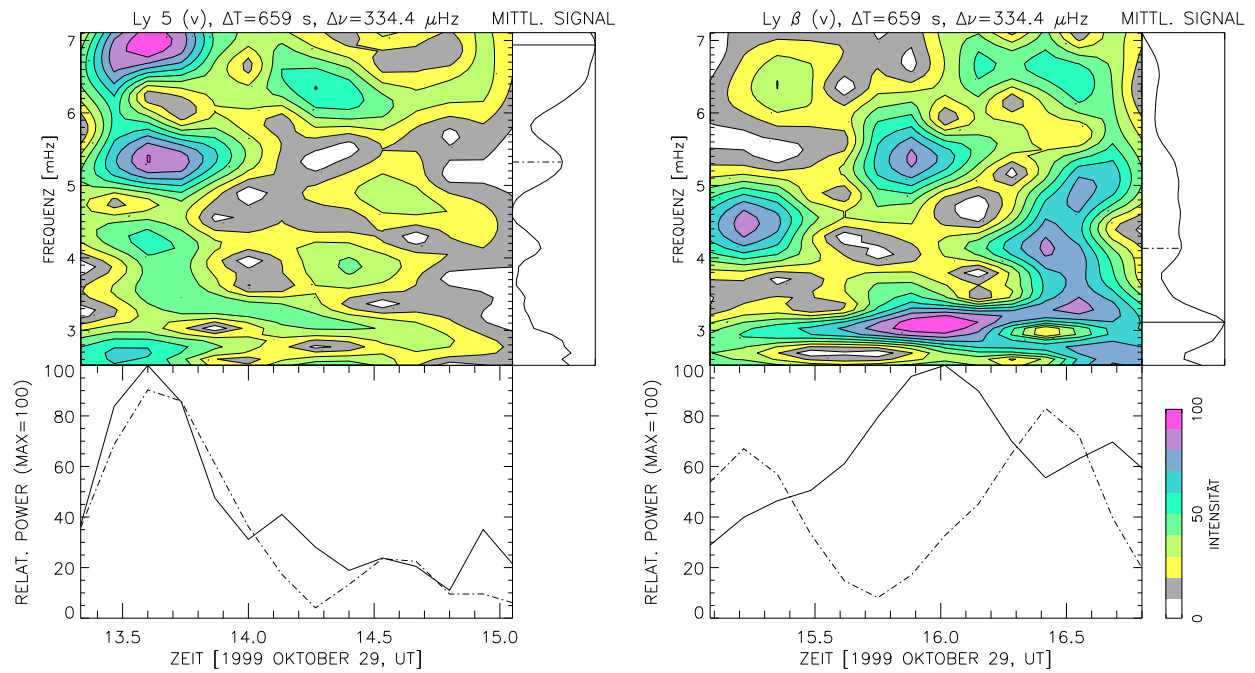 Ly 5 (v), ΔT=659 s, Δν=334.4 μHz MITTL. SIGNAL
7
6
5
4
3
FREQUENZ [mHz]
100
80
60
40
20
0
RELAT. POWER (MAX=100)
13.5 14.0 14.5 15.0
ZEIT [1999 OKTOBER 29, UT]
Ly β (v), ΔT=659 s, Δν=334.4 μHz MITTL. SIGNAL
7
6
5
4
3
FREQUENZ [mHz]
100
80
60
40
20
0
RELAT. POWER (MAX=100)
15.5 16.0 16.5
ZEIT [1999 OKTOBER 29, UT]
100
50
0
INTENSITÄT